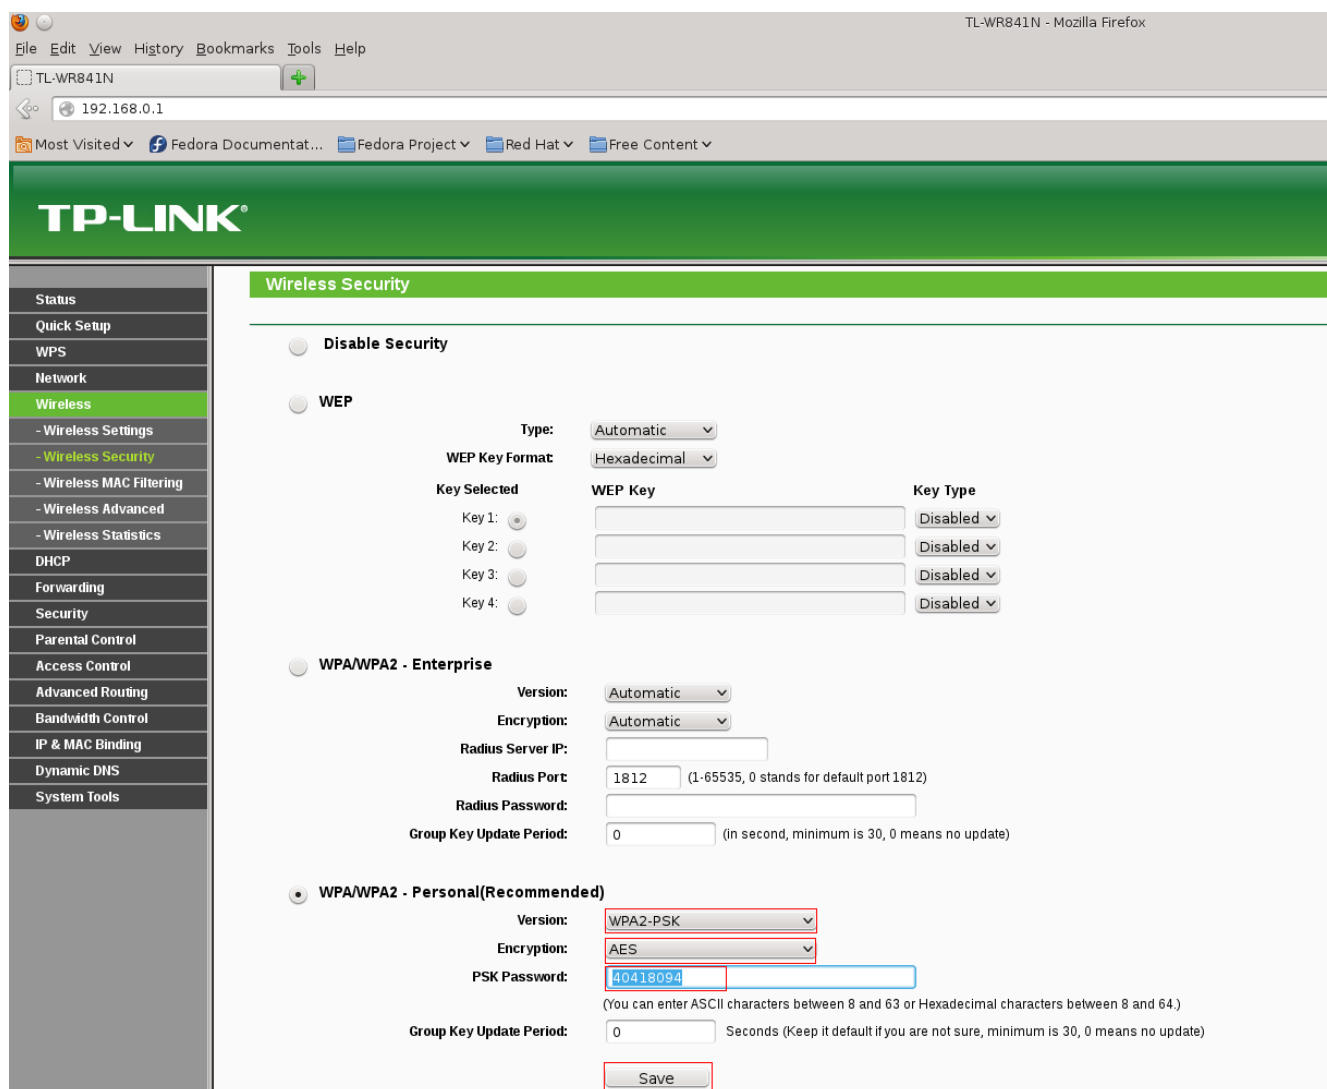 TL-WR841N - Mozilla Firefox
File Edit View History Bookmarks Tools Help
TL-WR841N
192.168.0.1
Most Visited Fedora Documentat... Fedora Project Red Hat Free Content
TP-LINK®
Status
Quick Setup
WPS
Network
Wireless
- Wireless Settings
- Wireless Security
- Wireless MAC Filtering
- Wireless Advanced
- Wireless Statistics
DHCP
Forwarding
Security
Parental Control
Access Control
Advanced Routing
Bandwidth Control
IP & MAC Binding
Dynamic DNS
System Tools
Wireless Security
Disable Security
WEP
Type: Automatic
WEP Key Format: Hexadecimal
Key Selected WEP Key Key Type
Key 1: Disabled
Key 2: Disabled
Key 3: Disabled
Key 4: Disabled
WPA/WPA2 - Enterprise
Version: Automatic
Encryption: Automatic
Radius Server IP:
Radius Port: 1812 (1-65535, 0 stands for default port 1812)
Radius Password:
Group Key Update Period: 0 (in second, minimum is 30, 0 means no update)
WPA/WPA2 - Personal(Recommended)
Version: WPA2-PSK
Encryption: AES
PSK Password: 40418094
(You can enter ASCII characters between 8 and 63 or Hexadecimal characters between 8 and 64.)
Group Key Update Period: 0 Seconds (Keep it default if you are not sure, minimum is 30, 0 means no update)
Save